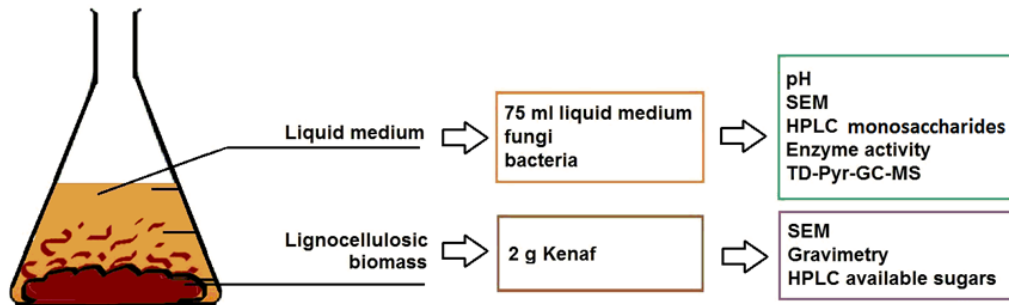 Liquid medium
75 ml liquid medium
fungi
bacteria
pH
SEM
HPLC monosaccharides
Enzyme activity
TD-Pyr-GC-MS
Lignocellulosic
biomass
2 g Kenaf
SEM
Gravimetry
HPLC available sugars